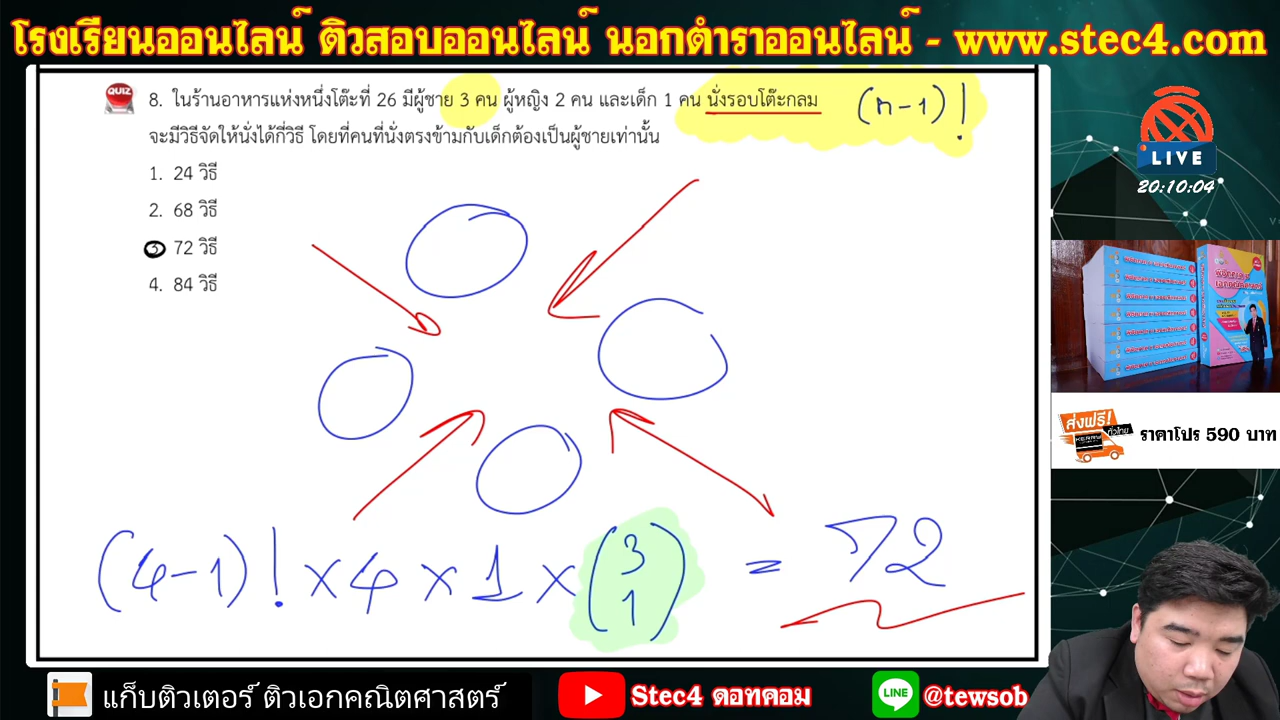 โรงเรียนออนไลน์ ติวสอบออนไลน์ นอกตำราออนไลน์ - www.stec4.com
QUIZ
8. ในร้านอาหารแห่งหนึ่งโต๊ะที่ 26 มีผู้ชาย 3 คน ผู้หญิง 2 คน และเด็ก 1 คน นั่งรอบโต๊ะกลม (n-1)!
จะมีวิธีจัดให้นั่งได้กี่วิธี โดยที่คนที่นั่งตรงข้ามกับเด็กต้องเป็นผู้ชายเท่านั้น
1. 24 วิธี
2. 68 วิธี
3 72 วิธี
4. 84 วิธี
(4-1)! × 4 × 1 × (3 1) = 72
LIVE
20:10:04
ส่งฟรี!
ทั่วไทย
KERRY
ราคาโปร 590 บาท
แก็บติวเตอร์ ติวเอกคณิตศาสตร์
Stec4 ดอทคอม
LINE
@tewsob